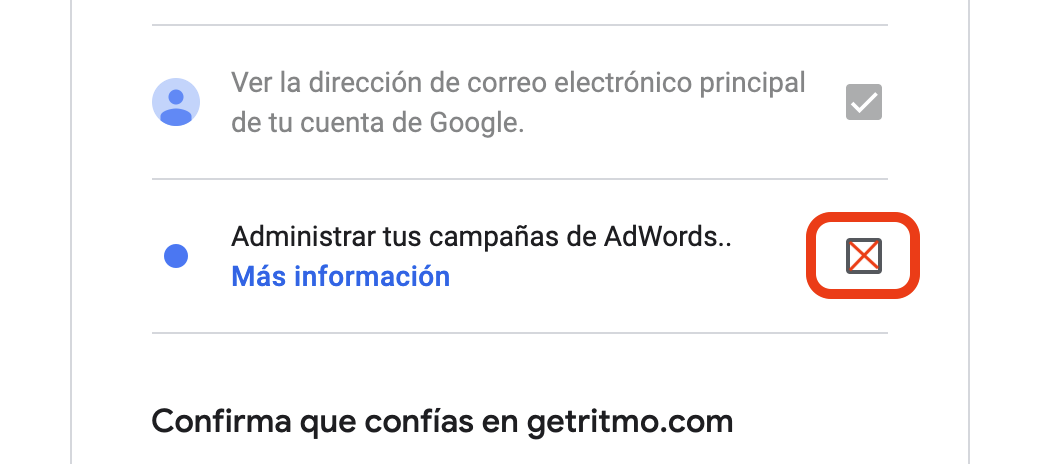 Ver la dirección de correo electrónico principal
de tu cuenta de Google.
Administrar tus campañas de AdWords..
Más información
Confirma que confías en getritmo.com